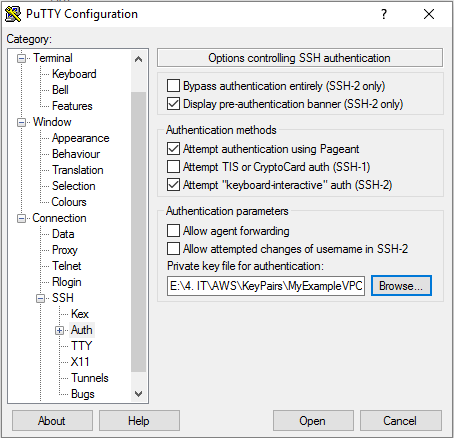 PuTTY Configuration
?
Category:
Terminal
Keyboard
Bell
Features
Window
Appearance
Behaviour
Translation
Selection
Colours
Connection
Data
Proxy
Telnet
Rlogin
SSH
Kex
Auth
TTY
X11
Tunnels
Bugs
Options controlling SSH authentication
Bypass authentication entirely (SSH-2 only)
Display pre-authentication banner (SSH-2 only)
Authentication methods
Attempt authentication using Pageant
Attempt TIS or CryptoCard auth (SSH-1)
Attempt "keyboard-interactive" auth (SSH-2)
Authentication parameters
Allow agent forwarding
Allow attempted changes of username in SSH-2
Private key file for authentication:
E:\4. IT\AWS\KeyPairs\MyExampleVPC
Browse...
About
Help
Open
Cancel